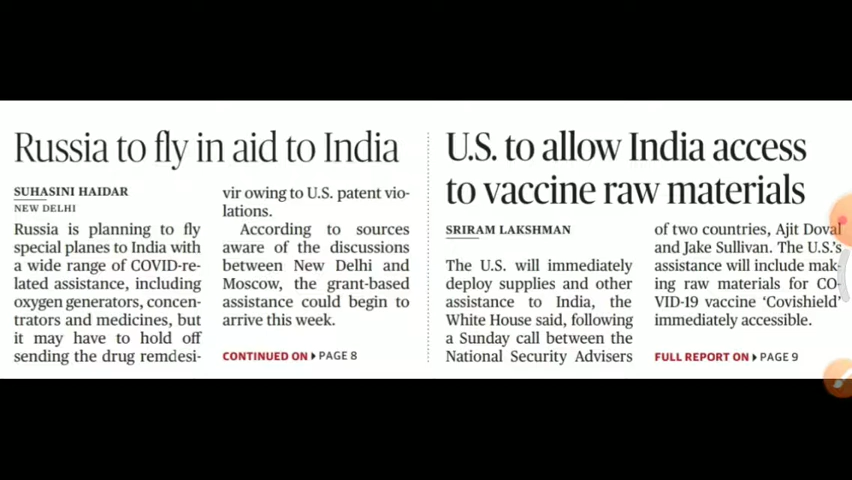 Russia to fly in aid to India
SUHASINI HAIDAR
NEW DELHI
Russia is planning to fly
special planes to India with
a wide range of COVID-re-
lated assistance, including
oxygen generators, concen-
trators and medicines, but
it may have to hold off
sending the drug remdesi-
vir owing to U.S. patent vio-
lations.
According to sources
aware of the discussions
between New Delhi and
Moscow, the grant-based
assistance could begin to
arrive this week.
CONTINUED ON PAGE 8
U.S. to allow India access
to vaccine raw materials
SRIRAM LAKSHMAN
The U.S. will immediately
deploy supplies and other
assistance to India, the
White House said, following
a Sunday call between the
National Security Advisers
of two countries, Ajit Doval
and Jake Sullivan. The U.S.'s
assistance will include mak-
ing raw materials for CO-
VID-19 vaccine ‘Covishield’
immediately accessible.
FULL REPORT ON PAGE 9